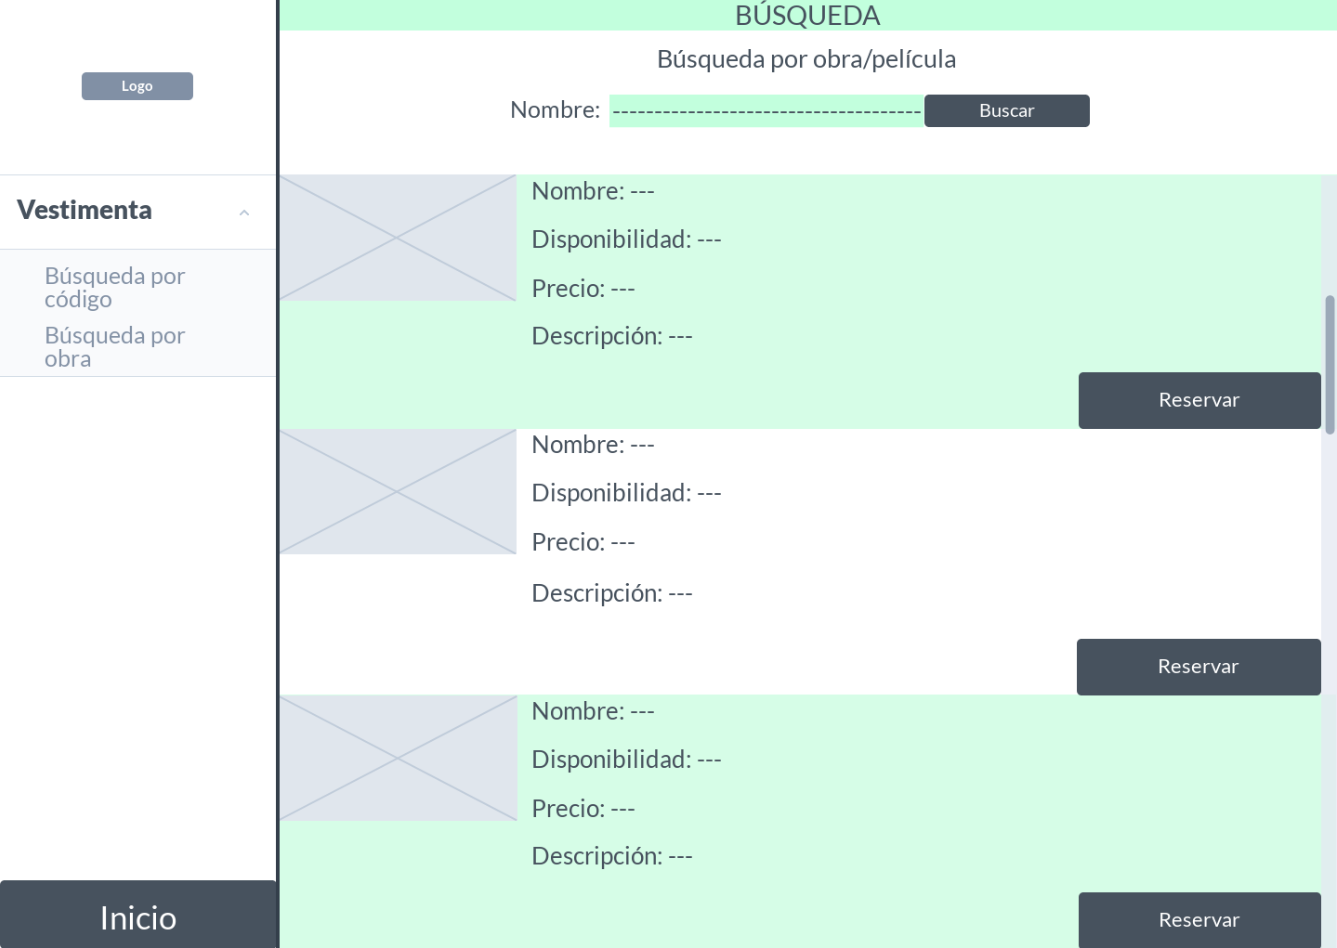 Logo
Vestimenta
Búsqueda por
código
Búsqueda por
obra
Inicio
BÚSQUEDA
Búsqueda por obra/película
Nombre: -------------------------------------- Buscar
Nombre: ---
Disponibilidad: ---
Precio: ---
Descripción: ---
Reservar
Nombre: ---
Disponibilidad: ---
Precio: ---
Descripción: ---
Reservar
Nombre: ---
Disponibilidad: ---
Precio: ---
Descripción: ---
Reservar